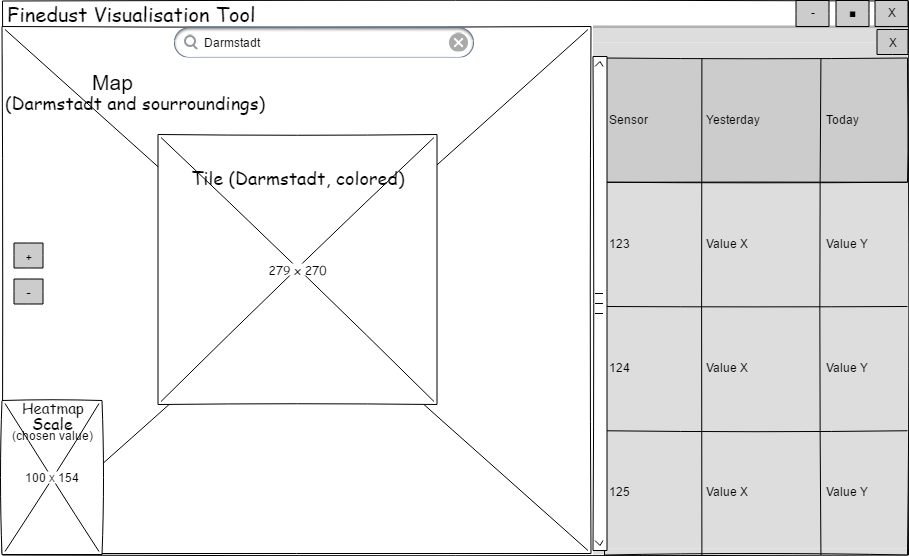 Finedust Visualisation Tool
- ■ X
Darmstadt
X
Map
(Darmstadt and sourroundings)
Tile (Darmstadt, colored)
279 x 270
+
-
Heatmap
Scale
(chosen value)
100 x 154
Sensor Yesterday Today
123 Value X Value Y
124 Value X Value Y
125 Value X Value Y